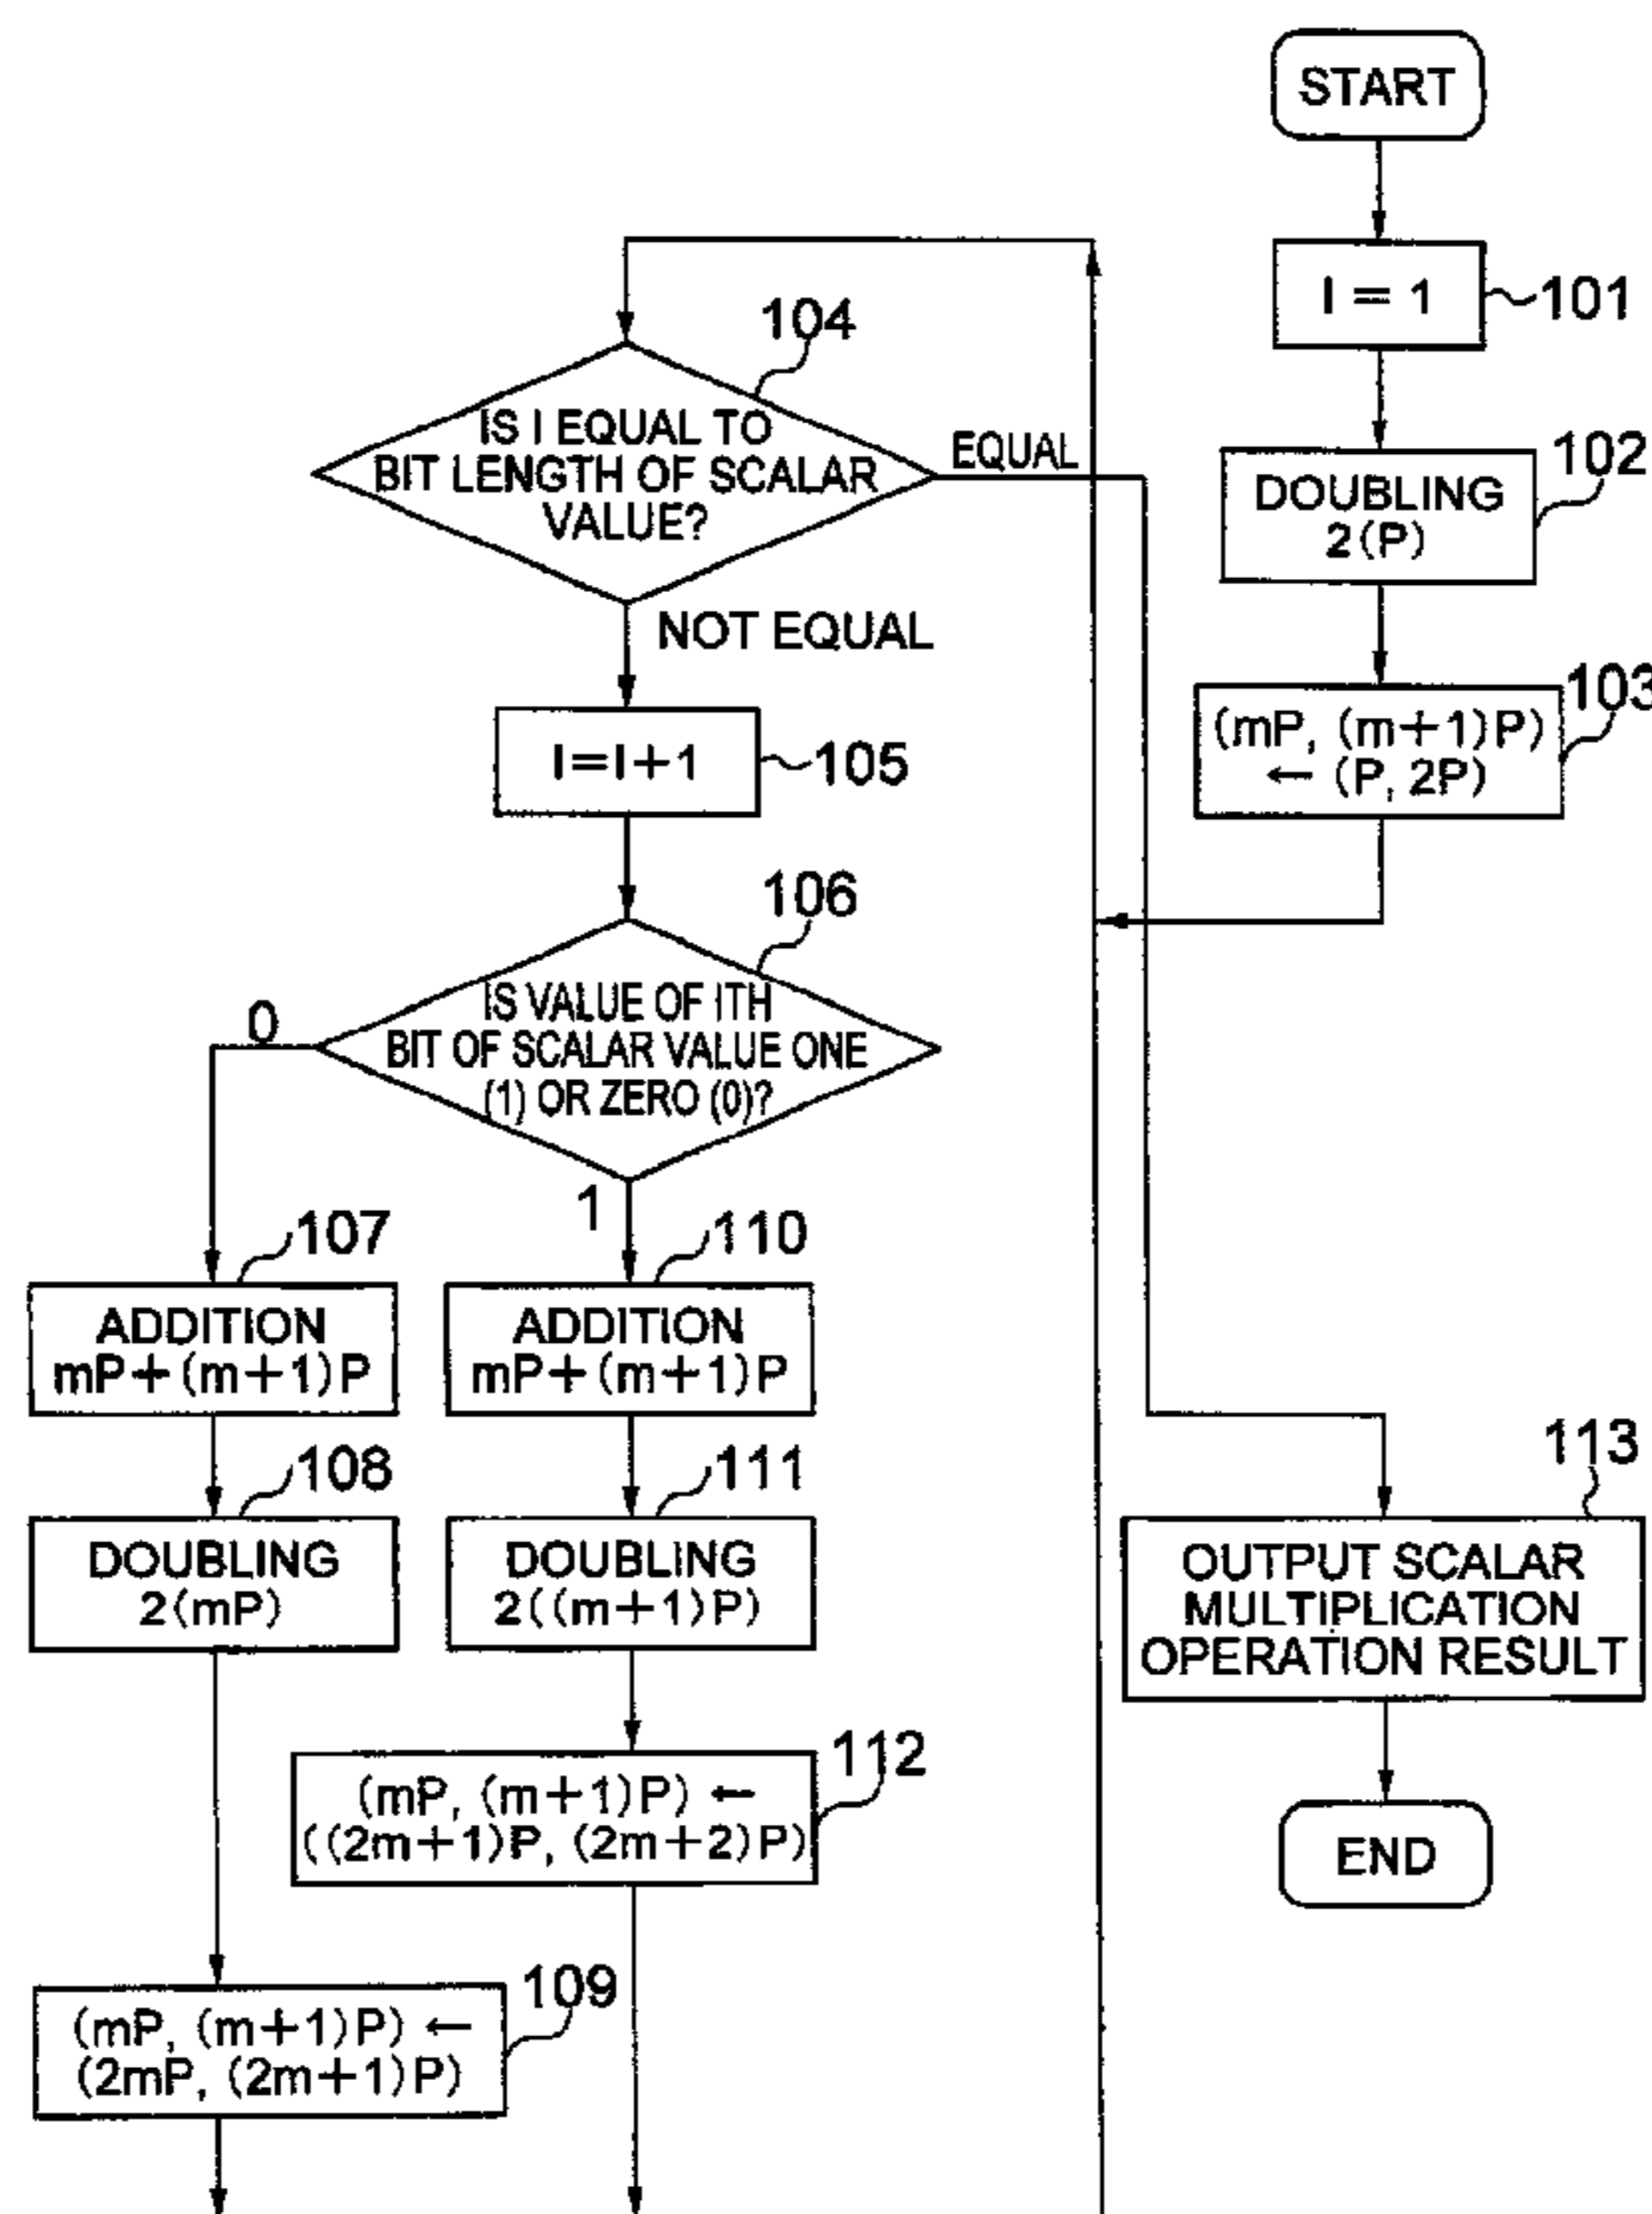 START
I = 1
101
DOUBLING
2(P)
102
(mP, (m+1)P)
← (P, 2P)
103
104
IS I EQUAL TO
BIT LENGTH OF SCALAR
VALUE?
EQUAL
NOT EQUAL
I=I+1
105
106
IS VALUE OF ITH
BIT OF SCALAR VALUE ONE
(1) OR ZERO (0)?
0
1
107
ADDITION
mP+(m+1)P
110
ADDITION
mP+(m+1)P
108
DOUBLING
2(mP)
111
DOUBLING
2((m+1)P)
112
(mP, (m+1)P) ←
((2m+1)P, (2m+2)P)
109
(mP, (m+1)P) ←
(2mP, (2m+1)P)
113
OUTPUT SCALAR
MULTIPLICATION
OPERATION RESULT
END